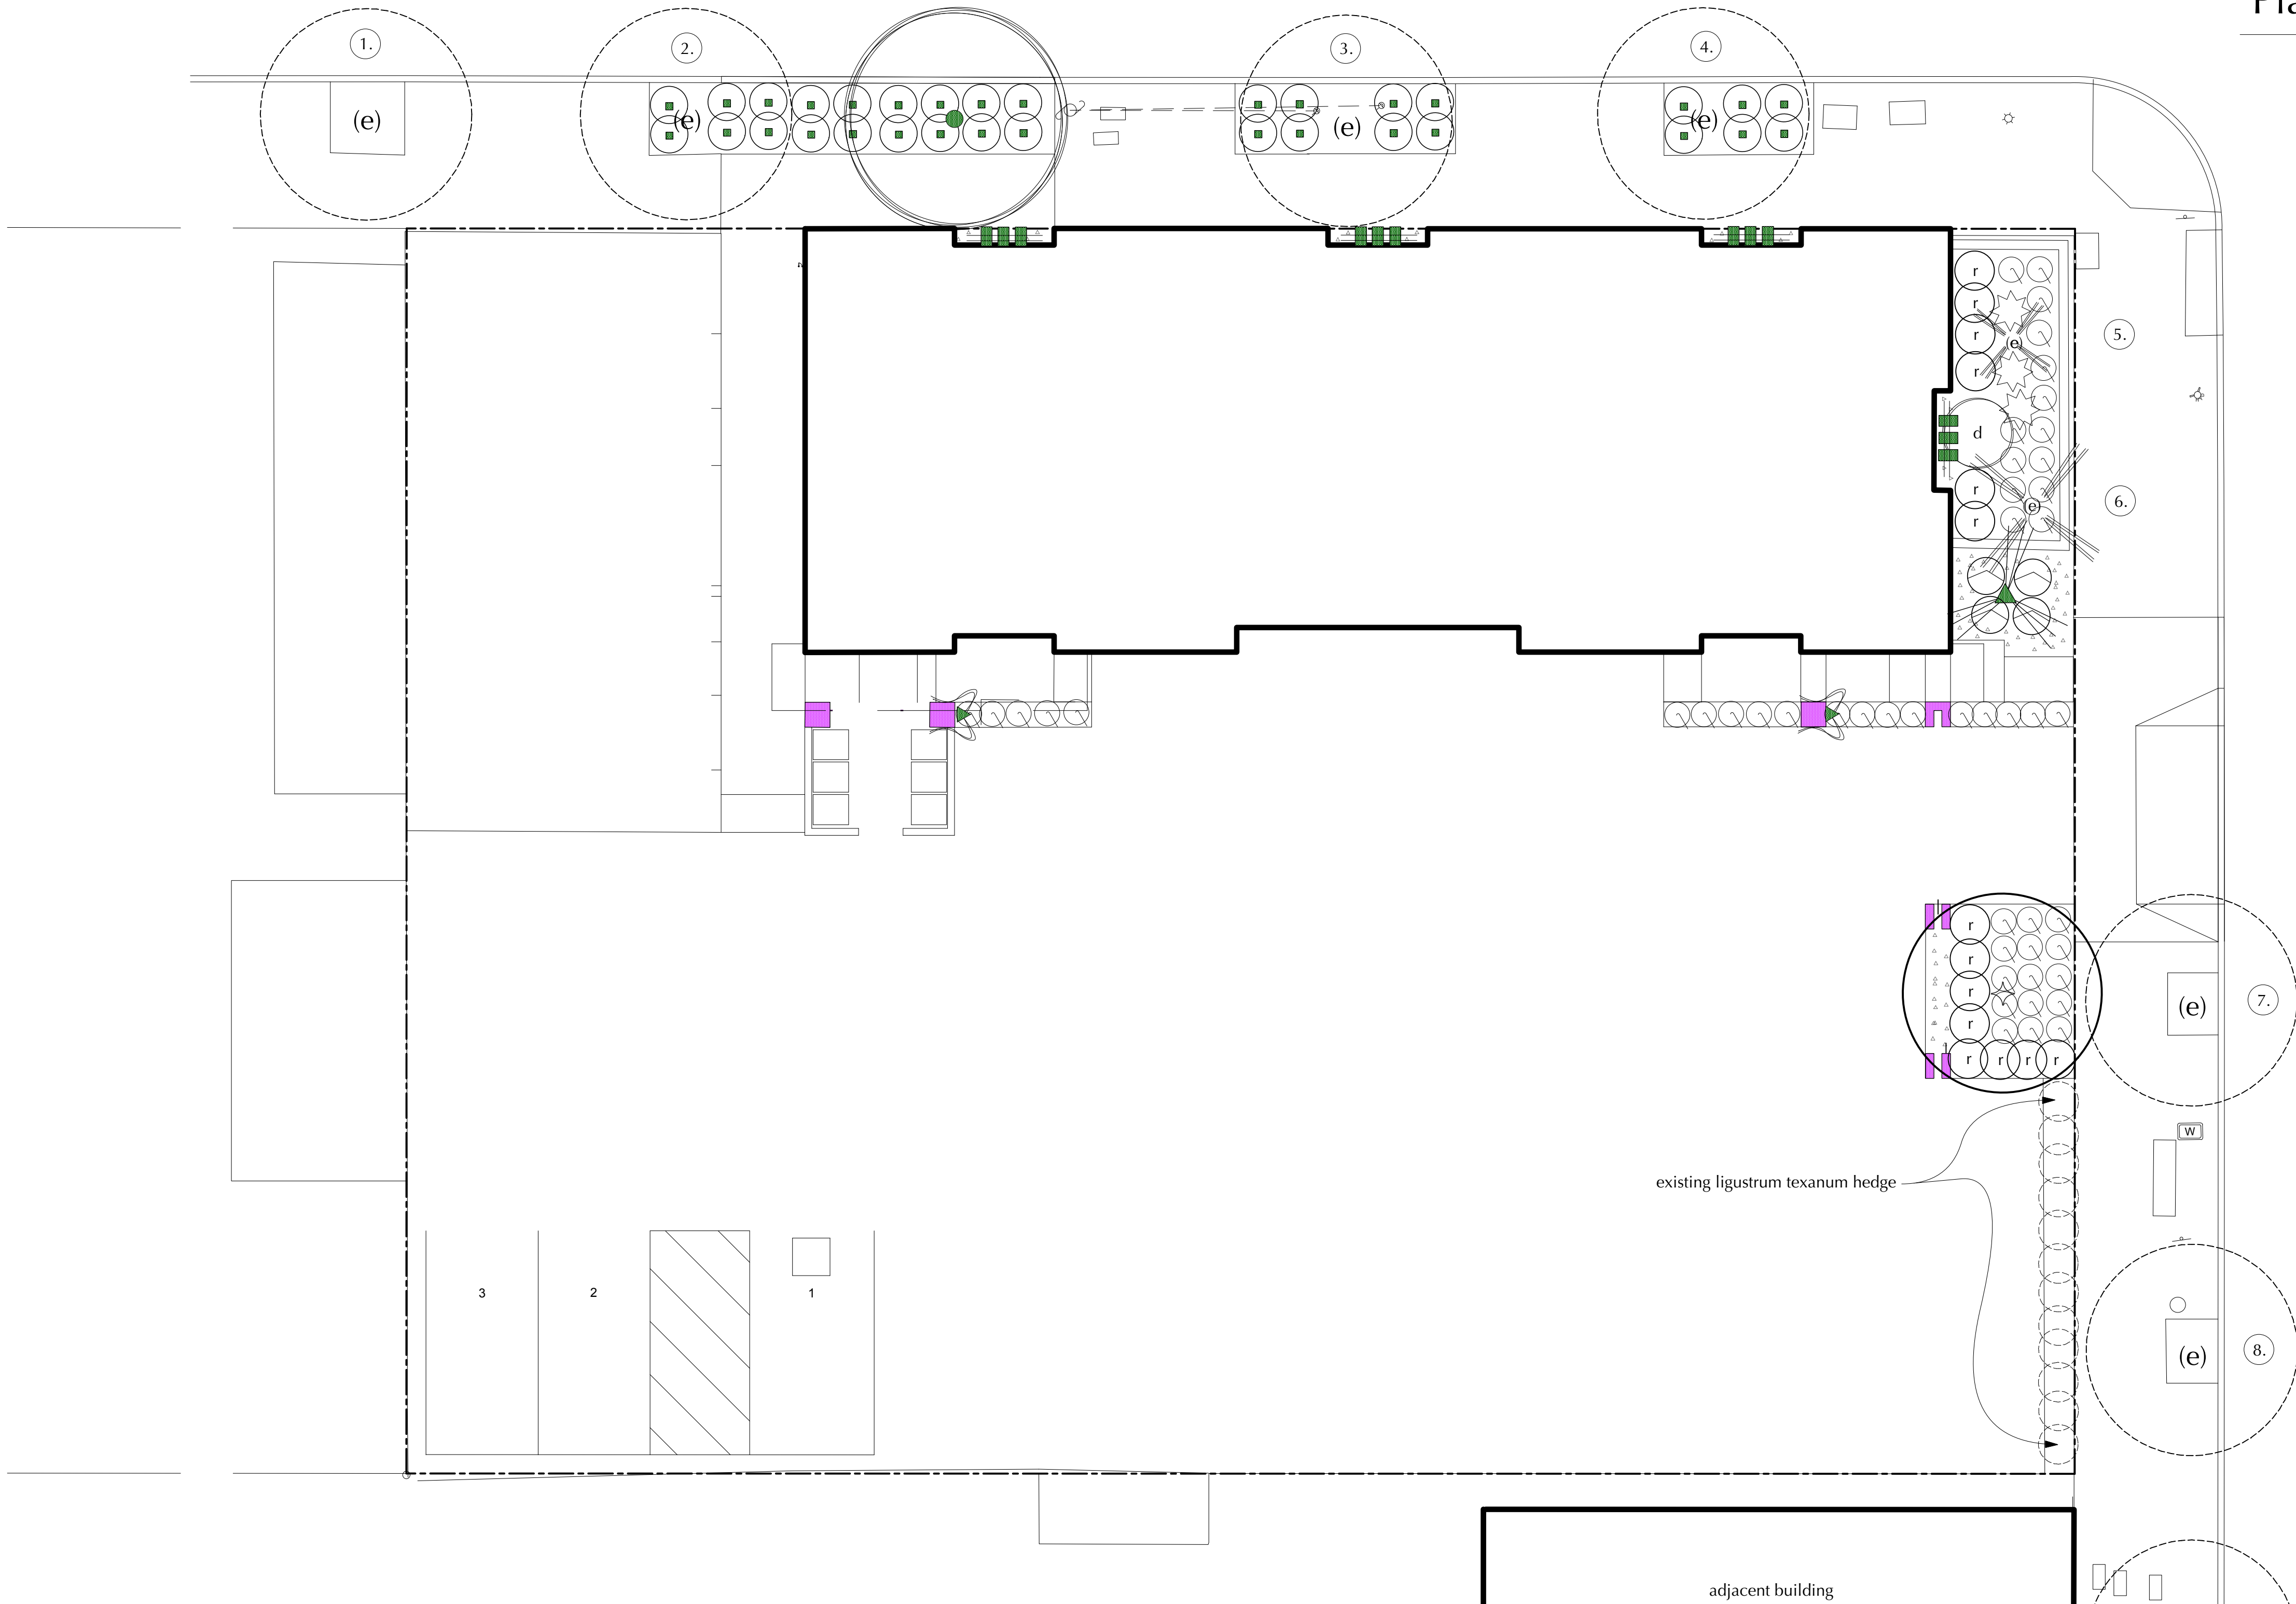 1.
2.
3.
4.
(e)
(e)
(e)
(e)
r
r
r
r
(e)
5.
d
r
(e)
6.
r
r
r
r
r
(e)
7.
r r r r
W
existing ligustrum texanum hedge
3
2
1
(e)
8.
adjacent building